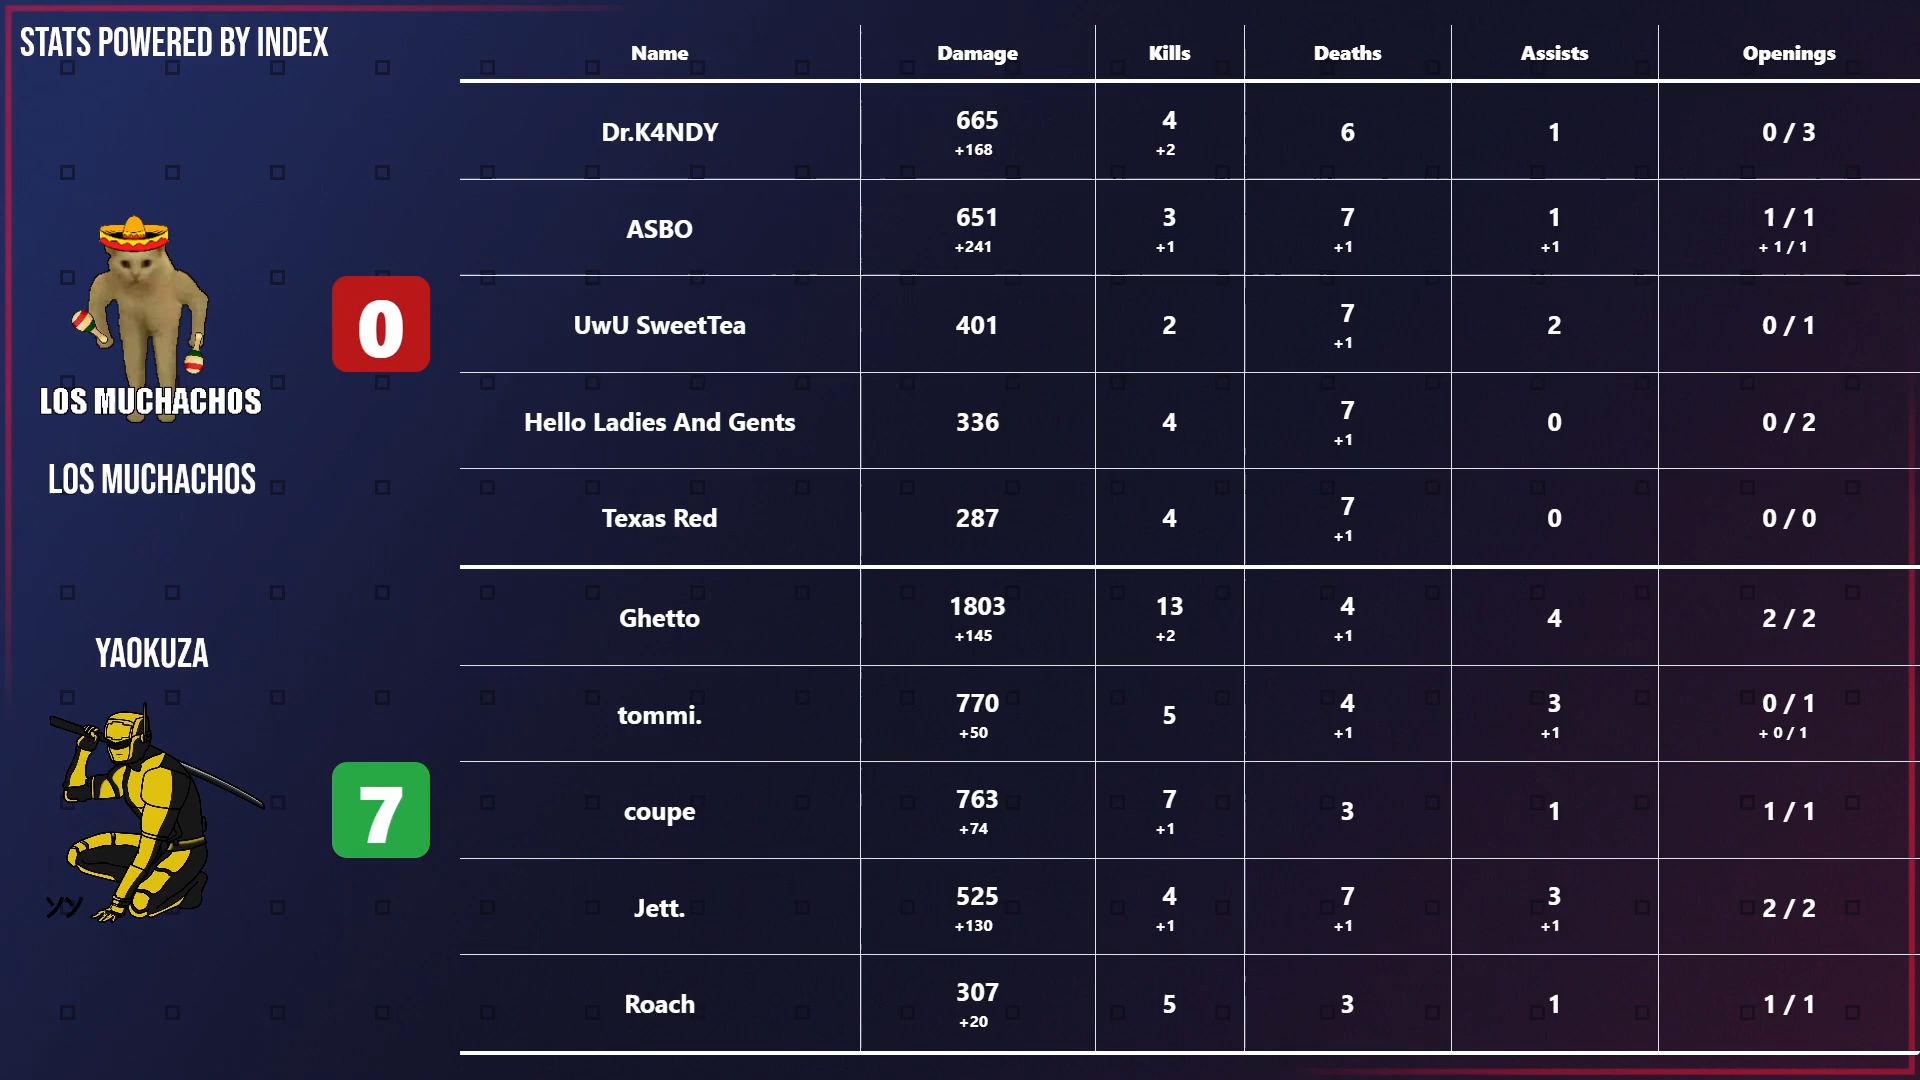 STATS POWERED BY INDEX
Name Damage Kills Deaths Assists Openings
Dr.K4NDY 665 4 6 1 0 / 3
+168 +2
ASBO 651 3 7 1 1 / 1
+241 +1 +1 +1 + 1 / 1
UwU SweetTea 401 2 7 2 0 / 1
+1
Hello Ladies And Gents 336 4 7 0 0 / 2
+1
Texas Red 287 4 7 0 0 / 0
+1
LOS MUCHACHOS
0
LOS MUCHACHOS
Ghetto 1803 13 4 4 2 / 2
+145 +2 +1
tommi. 770 5 4 3 0 / 1
+50 +1 +1 + 0 / 1
coupe 763 7 3 1 1 / 1
+74 +1
Jett. 525 4 7 3 2 / 2
+130 +1 +1 +1
Roach 307 5 3 1 1 / 1
+20
YAOKUZA
7